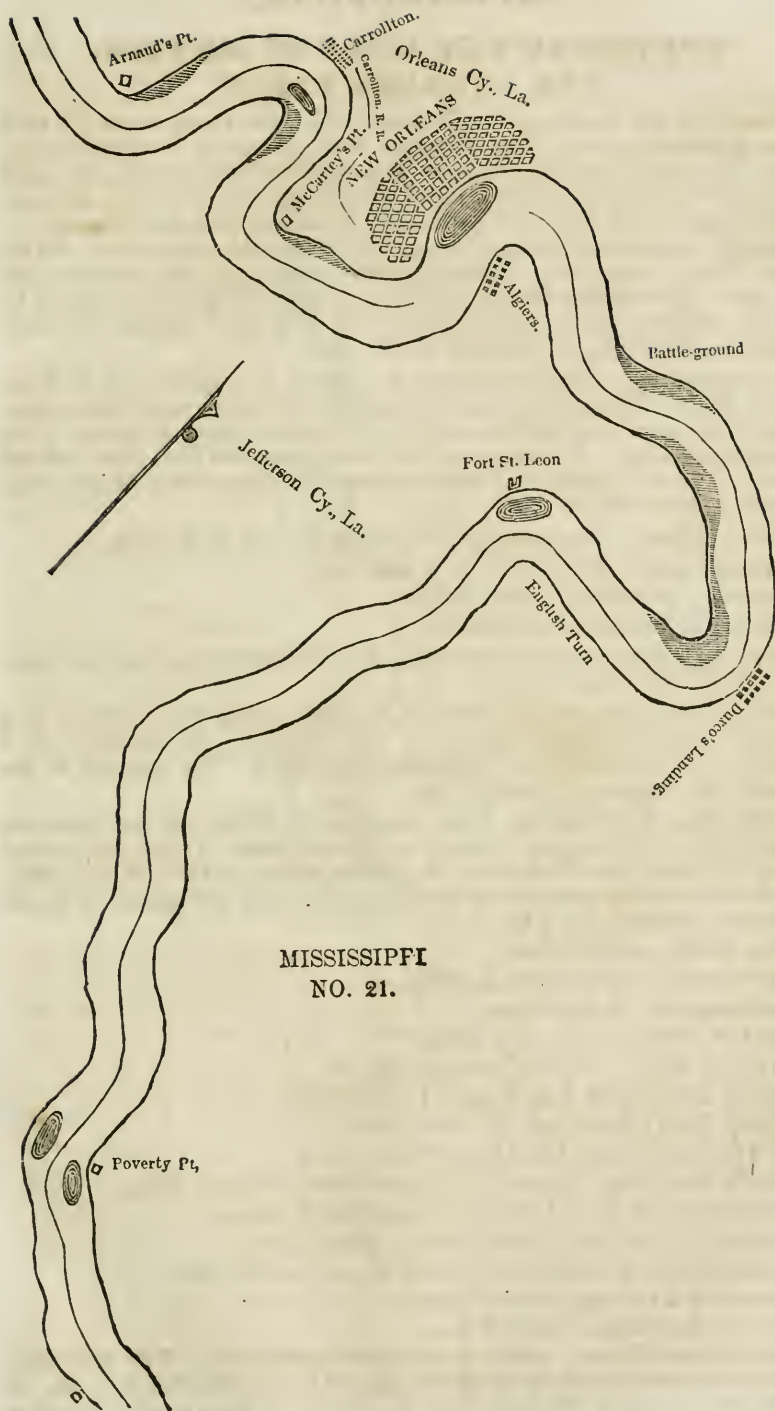 Arnaud's Pt.
Carrollton.
Orleans Cy., La.
Carrollton. R. R.
McCartey's Pt.
NEW ORLEANS
Algiers.
Battle-ground
Fort St. Leon
Jefferson Cy., La.
English Turn
Durco's Landing.
MISSISSIPPI
NO. 21.
Poverty Pt,